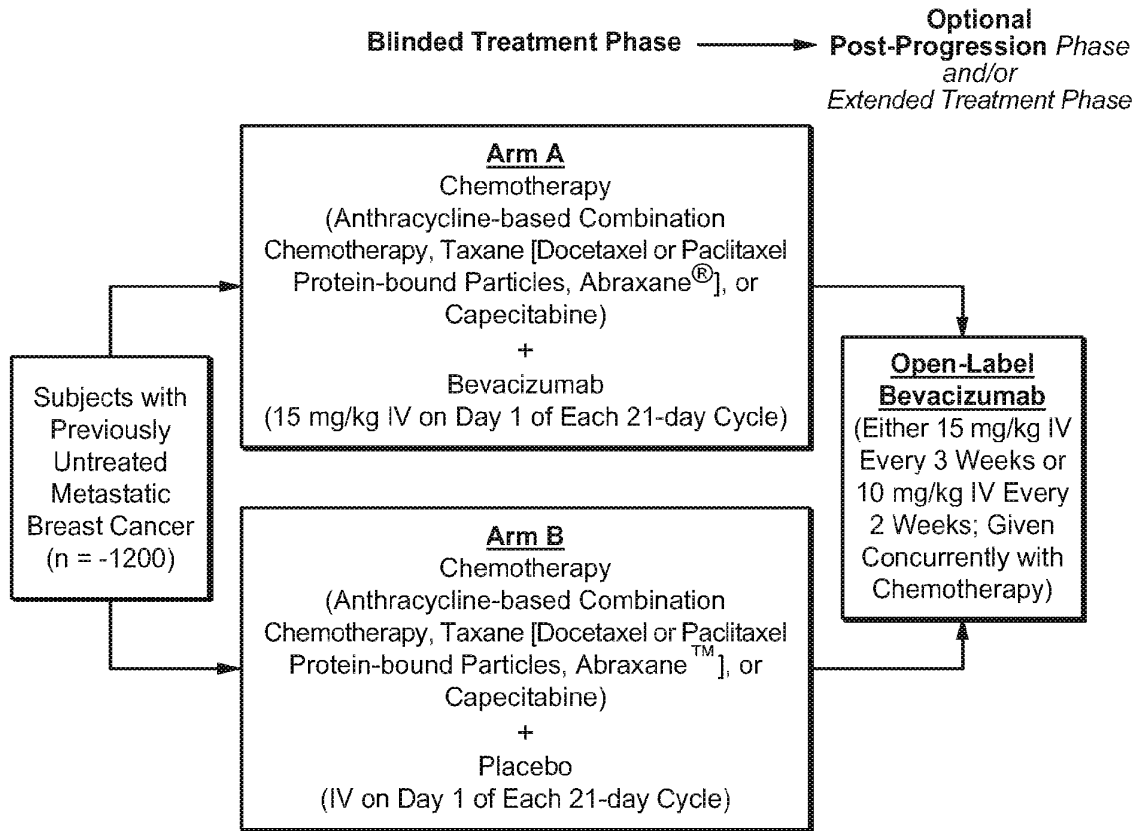 Blinded Treatment Phase
Optional
Post-Progression Phase
and/or
Extended Treatment Phase
Arm A
Chemotherapy
(Anthracycline-based Combination
Chemotherapy, Taxane [Docetaxel or Paclitaxel
Protein-bound Particles, Abraxane®], or
Capecitabine)
+
Bevacizumab
(15 mg/kg IV on Day 1 of Each 21-day Cycle)
Subjects with
Previously
Untreated
Metastatic
Breast Cancer
(n = -1200)
Arm B
Chemotherapy
(Anthracycline-based Combination
Chemotherapy, Taxane [Docetaxel or Paclitaxel
Protein-bound Particles, Abraxane™], or
Capecitabine)
+
Placebo
(IV on Day 1 of Each 21-day Cycle)
Open-Label
Bevacizumab
(Either 15 mg/kg IV
Every 3 Weeks or
10 mg/kg IV Every
2 Weeks; Given
Concurrently with
Chemotherapy)